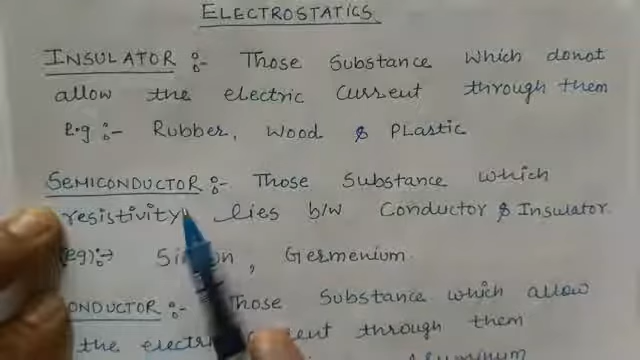 ELECTROSTATICS
INSULATOR :- Those Substance which donot
allow the electric Current through them
e.g :- Rubber, Wood & Plastic
SEMICONDUCTOR :- Those Substance which
resistivity lies b/w Conductor & Insulator
eg) :-> , Germenium.
:- Those Substance which allow
the through them
Aluminum